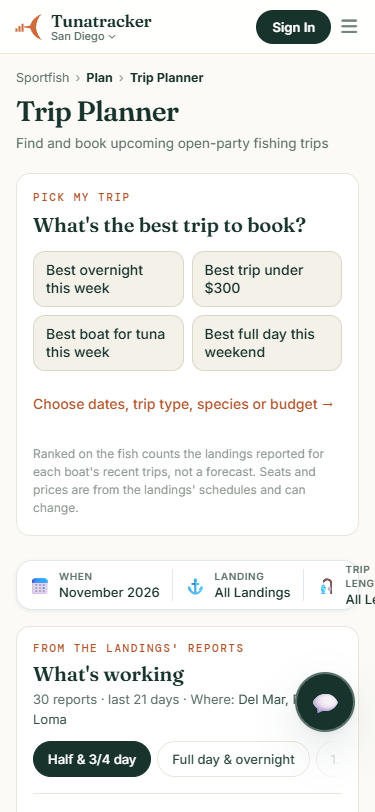 Tunatracker
San Diego
Sign In
Sportfish › Plan › Trip Planner
Trip Planner
Find and book upcoming open-party fishing trips
PICK MY TRIP
What's the best trip to book?
Best overnight
this week
Best trip under
$300
Best boat for tuna
this week
Best full day this
weekend
Choose dates, trip type, species or budget →
Ranked on the fish counts the landings reported for
each boat's recent trips, not a forecast. Seats and
prices are from the landings' schedules and can
change.
WHEN
November 2026
LANDING
All Landings
TRIP
All
FROM THE LANDINGS' REPORTS
What's working
30 reports · last 21 days · Where: Del Mar,
Loma
Half & 3/4 day
Full day & overnight
1